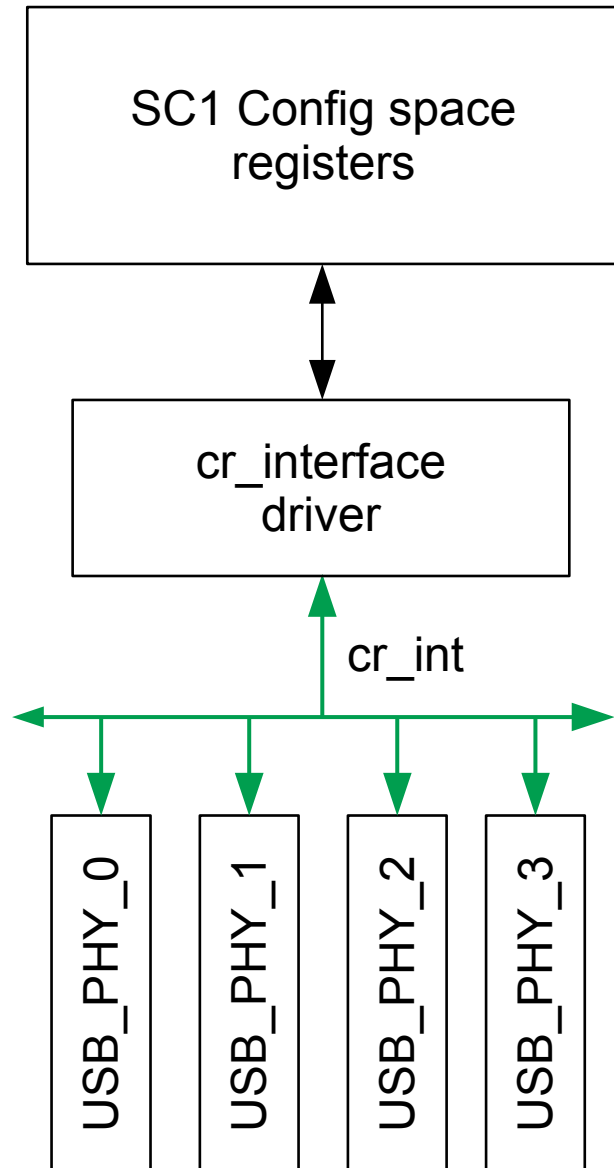 SC1 Config space
registers
cr_interface
driver
cr_int
USB_PHY_0
USB_PHY_1
USB_PHY_2
USB_PHY_3